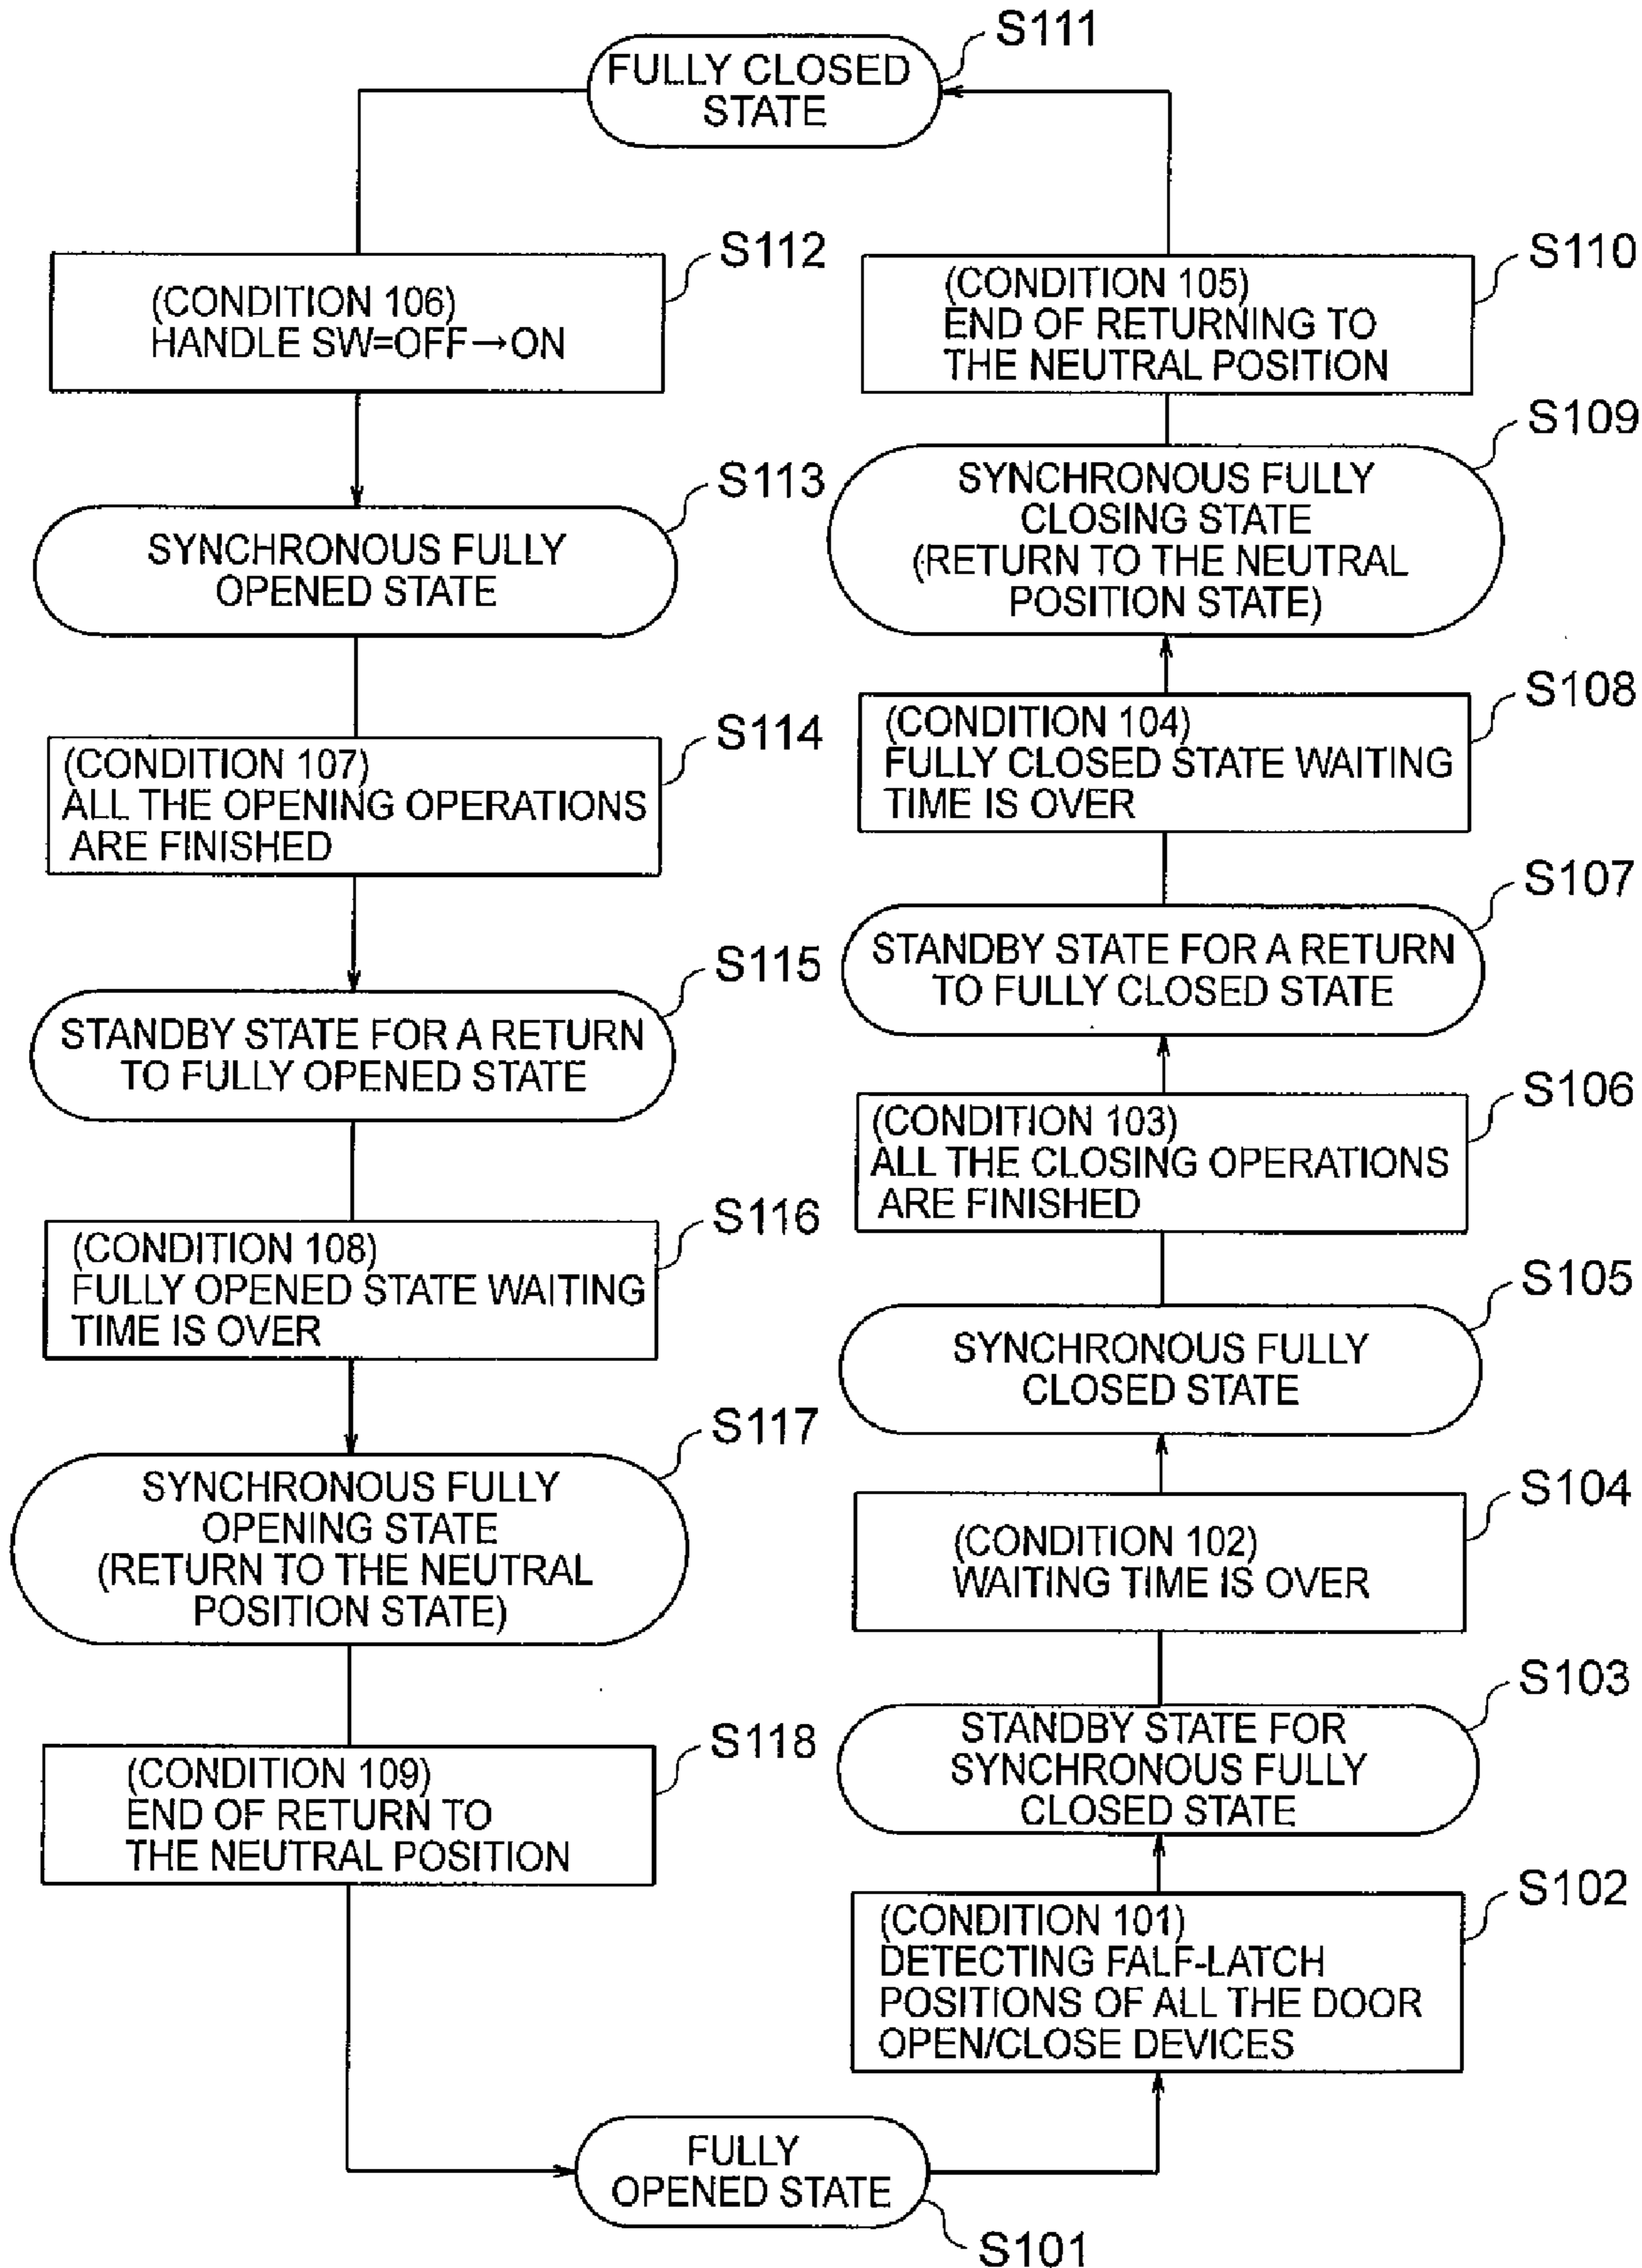 S111
FULLY CLOSED
STATE
S112
(CONDITION 106)
HANDLE SW=OFF→ON
S113
SYNCHRONOUS FULLY
OPENED STATE
S114
(CONDITION 107)
ALL THE OPENING OPERATIONS
ARE FINISHED
S115
STANDBY STATE FOR A RETURN
TO FULLY OPENED STATE
S116
(CONDITION 108)
FULLY OPENED STATE WAITING
TIME IS OVER
S117
SYNCHRONOUS FULLY
OPENING STATE
(RETURN TO THE NEUTRAL
POSITION STATE)
S118
(CONDITION 109)
END OF RETURN TO
THE NEUTRAL POSITION
S110
(CONDITION 105)
END OF RETURNING TO
THE NEUTRAL POSITION
S109
SYNCHRONOUS FULLY
CLOSING STATE
(RETURN TO THE NEUTRAL
POSITION STATE)
S108
(CONDITION 104)
FULLY CLOSED STATE WAITING
TIME IS OVER
S107
STANDBY STATE FOR A RETURN
TO FULLY CLOSED STATE
S106
(CONDITION 103)
ALL THE CLOSING OPERATIONS
ARE FINISHED
S105
SYNCHRONOUS FULLY
CLOSED STATE
S104
(CONDITION 102)
WAITING TIME IS OVER
S103
STANDBY STATE FOR
SYNCHRONOUS FULLY
CLOSED STATE
S102
(CONDITION 101)
DETECTING FALF-LATCH
POSITIONS OF ALL THE DOOR
OPEN/CLOSE DEVICES
FULLY
OPENED STATE
S101